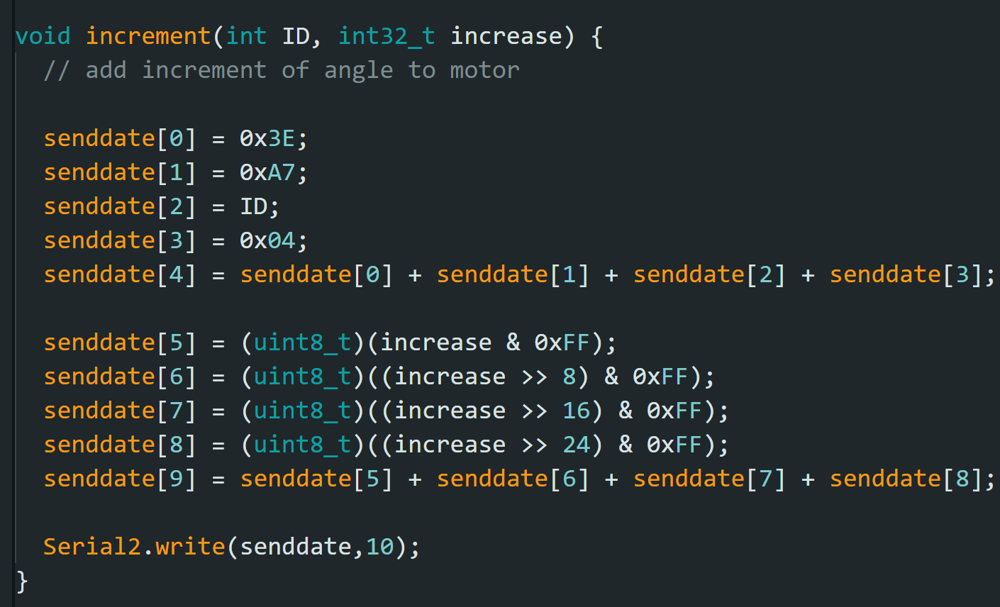 void increment(int ID, int32_t increase) {
// add increment of angle to motor
senddate[0] = 0x3E;
senddate[1] = 0xA7;
senddate[2] = ID;
senddate[3] = 0x04;
senddate[4] = senddate[0] + senddate[1] + senddate[2] + senddate[3];
senddate[5] = (uint8_t)(increase & 0xFF);
senddate[6] = (uint8_t)((increase >> 8) & 0xFF);
senddate[7] = (uint8_t)((increase >> 16) & 0xFF);
senddate[8] = (uint8_t)((increase >> 24) & 0xFF);
senddate[9] = senddate[5] + senddate[6] + senddate[7] + senddate[8];
Serial2.write(senddate,10);
}